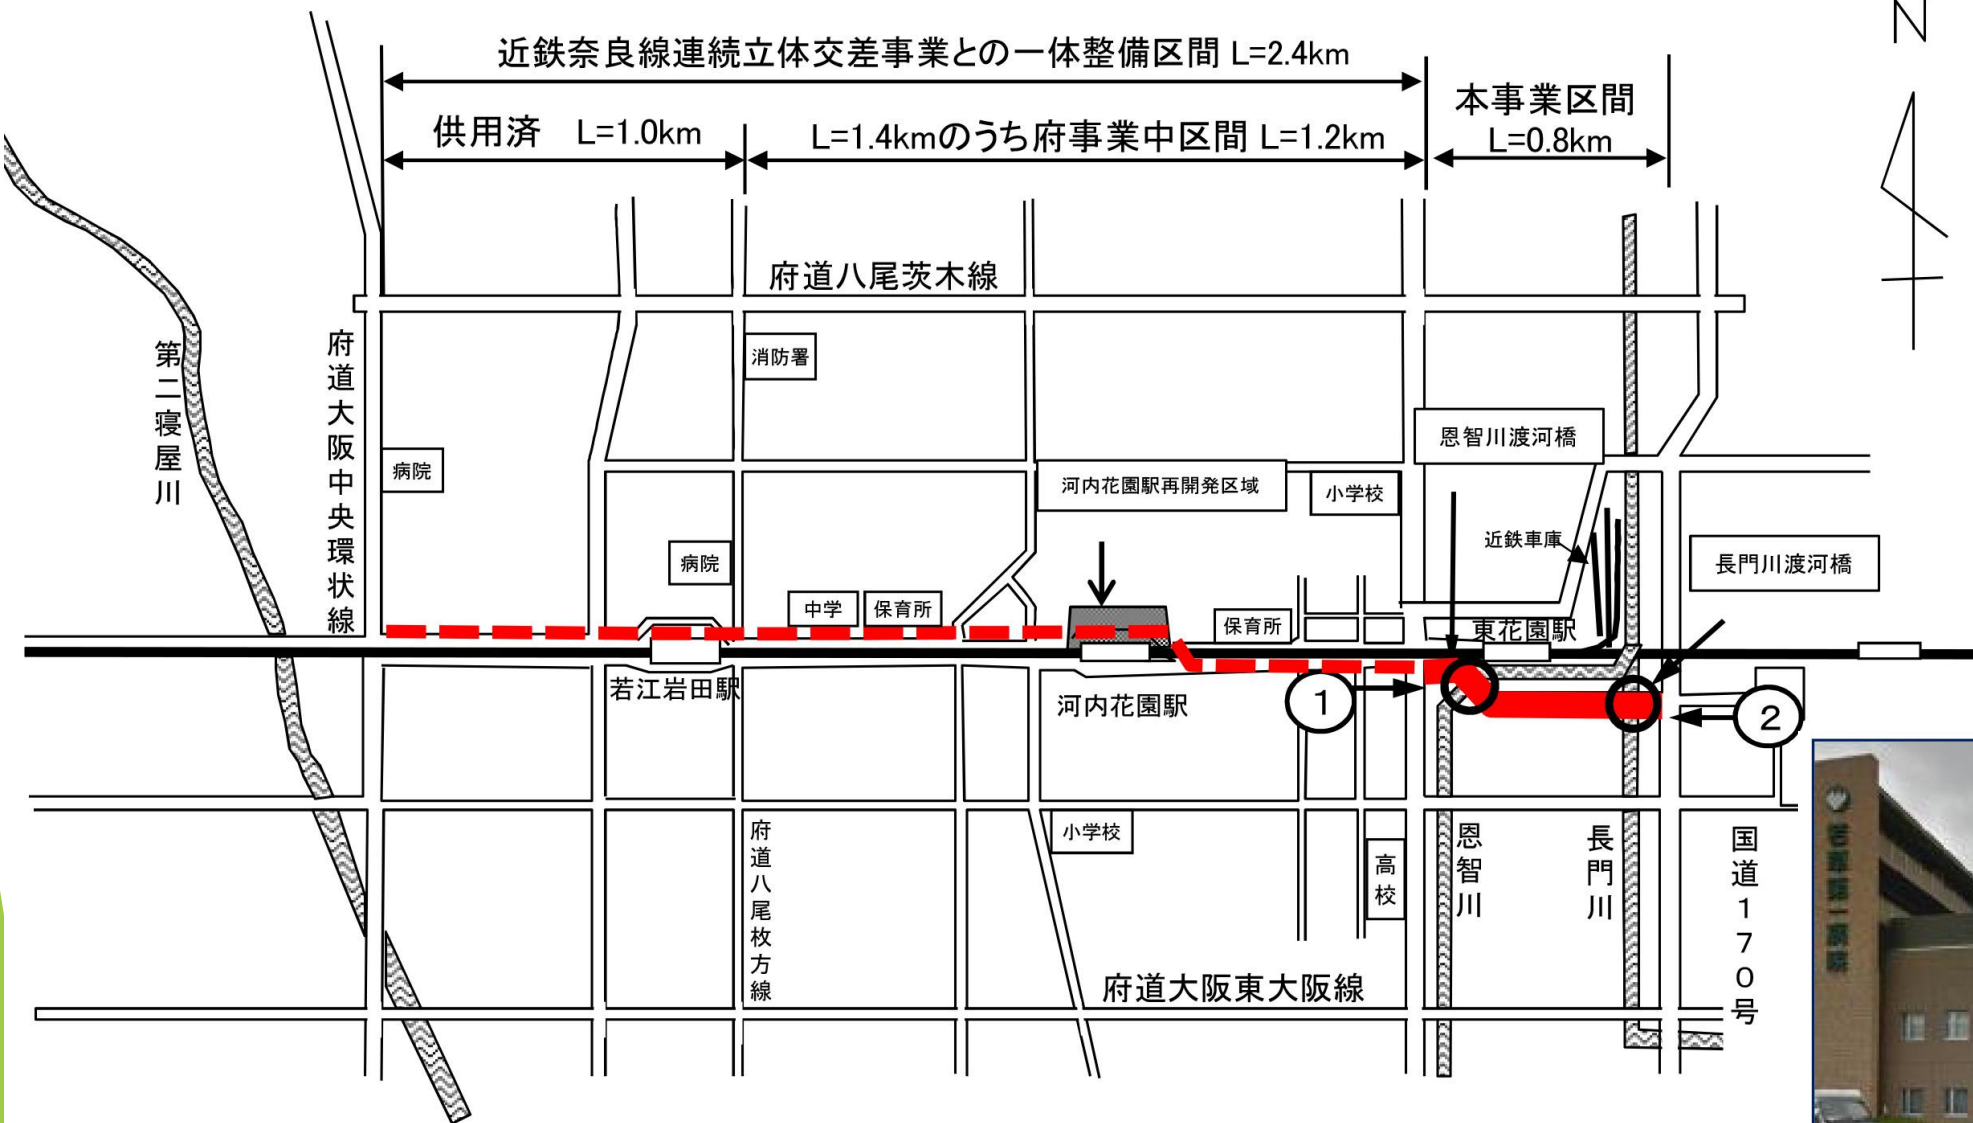 N
近鉄奈良線連続立体交差事業との一体整備区間 L=2.4km
本事業区間
L=0.8km
供用済 L=1.0km
L=1.4kmのうち府事業中区間 L=1.2km
府道八尾茨木線
第二寝屋川
府道大阪中央環状線
消防署
病院
恩智川渡河橋
河内花園駅再開発区域
小学校
近鉄車庫
長門川渡河橋
病院
中学
保育所
保育所
東花園駅
若江岩田駅
河内花園駅
1
2
府道八尾枚方線
小学校
高校
恩智川
長門川
国道170号
府道大阪東大阪線